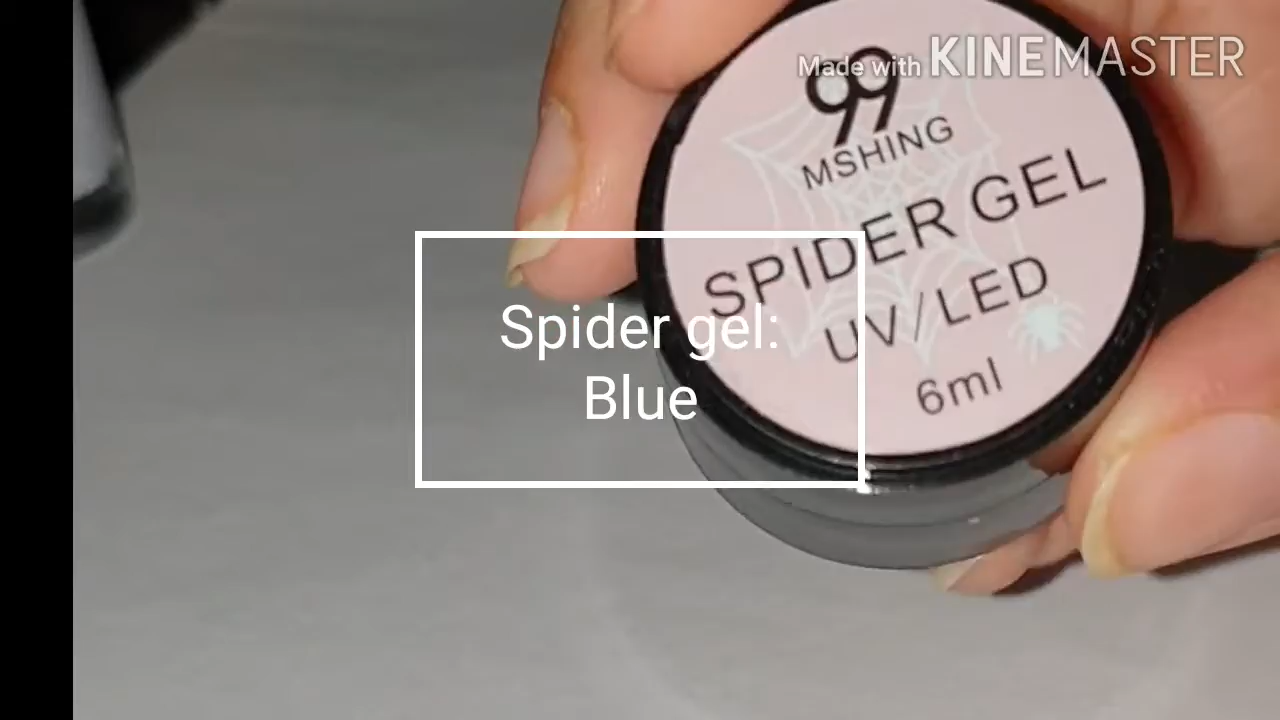 Made with KINEMASTER
99
MSHING
SPIDER GEL
UV/LED
6ml
Spider gel:
Blue